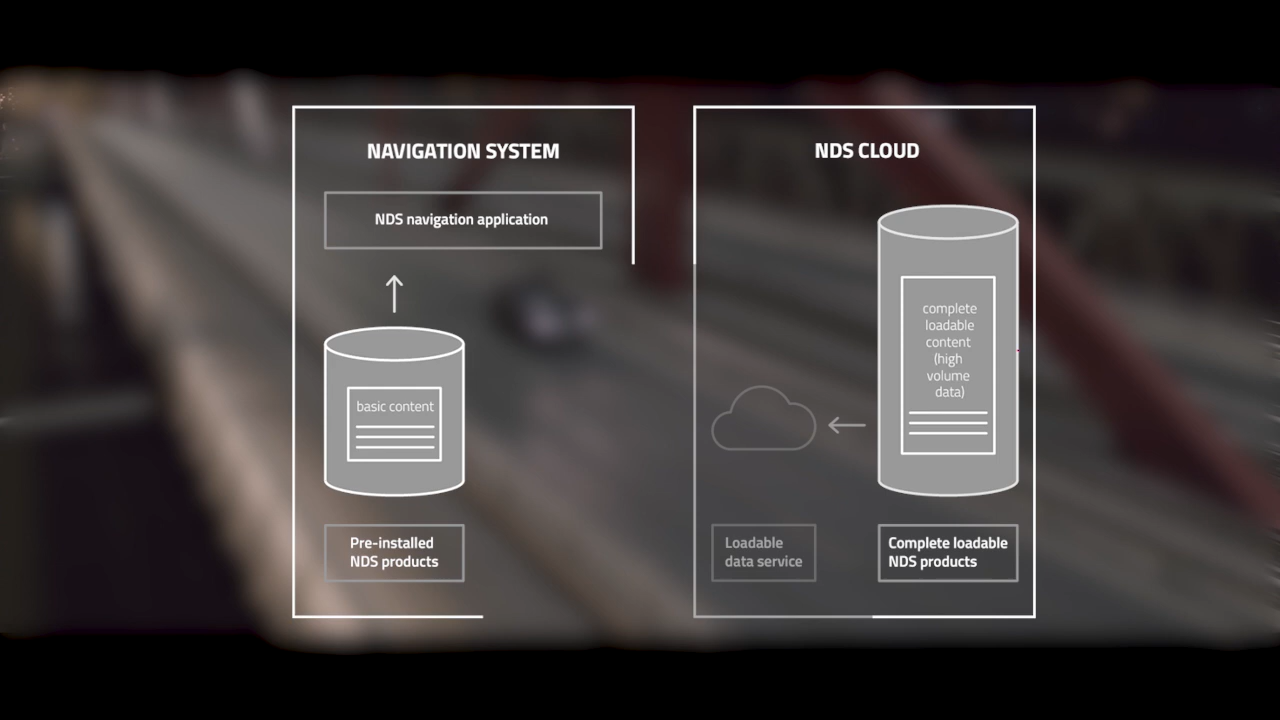 NAVIGATION SYSTEM
NDS navigation application
basic content
Pre-installed
NDS products
NDS CLOUD
complete
loadable
content
(high
volume
data)
Loadable
data service
Complete loadable
NDS products